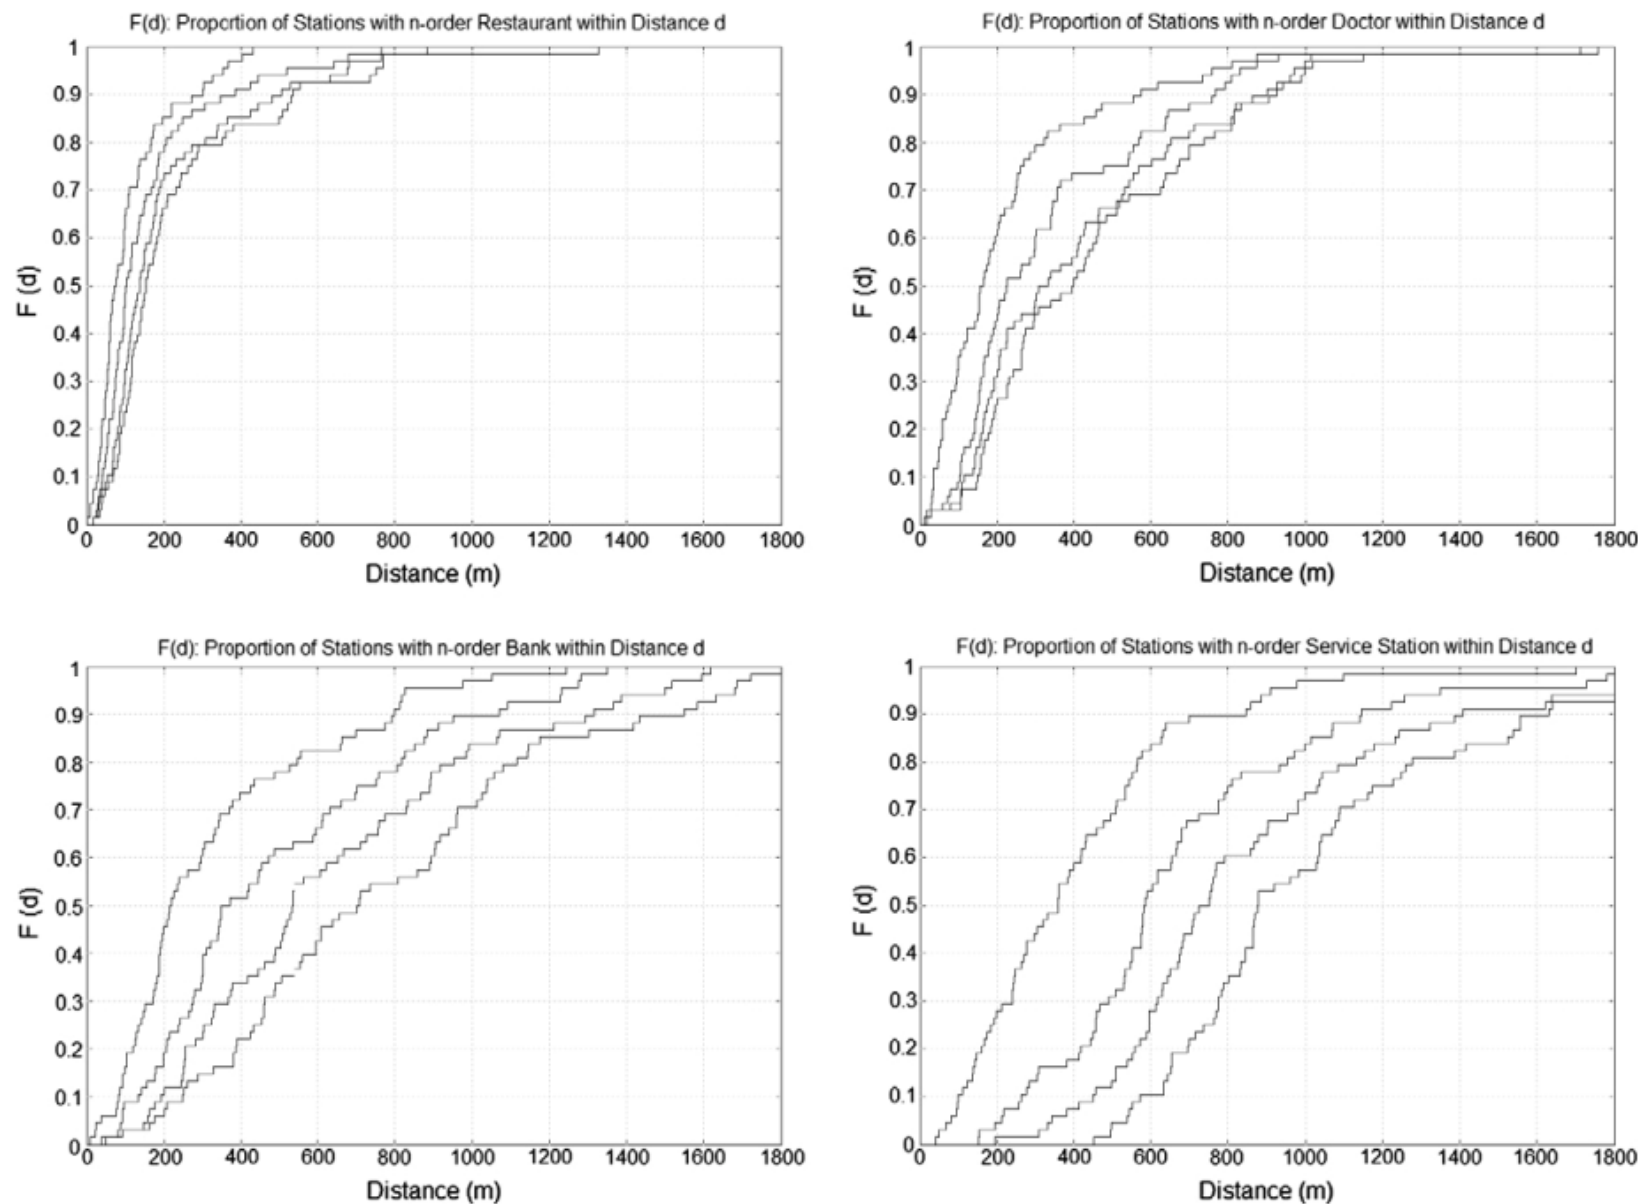 F(d): Proportion of Stations with n-order Restaurant within Distance d
1
0.9
0.8
0.7
0.6
0.5
0.4
0.3
0.2
0.1
0
F (d)
0 200 400 600 800 1000 1200 1400 1600 1800
Distance (m)
F(d): Proportion of Stations with n-order Doctor within Distance d
1
0.9
0.8
0.7
0.6
0.5
0.4
0.3
0.2
0.1
0
F (d)
0 200 400 600 800 1000 1200 1400 1600 1800
Distance (m)
F(d): Proportion of Stations with n-order Bank within Distance d
1
0.9
0.8
0.7
0.6
0.5
0.4
0.3
0.2
0.1
0
F (d)
0 200 400 600 800 1000 1200 1400 1600 1800
Distance (m)
F(d): Proportion of Stations with n-order Service Station within Distance d
1
0.9
0.8
0.7
0.6
0.5
0.4
0.3
0.2
0.1
0
F (d)
0 200 400 600 800 1000 1200 1400 1600 1800
Distance (m)